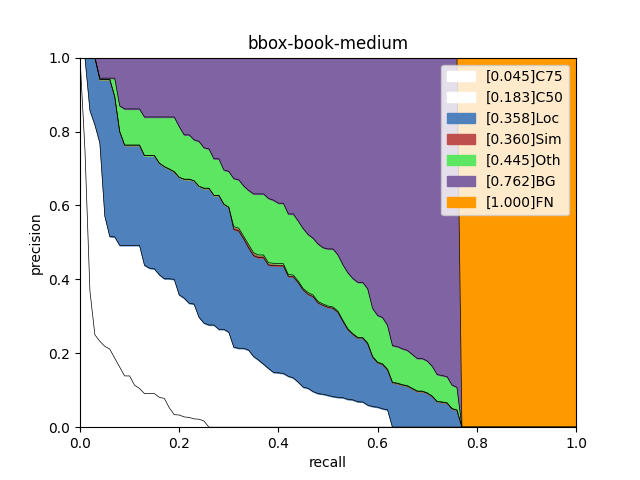 bbox-book-medium
1.0
0.8
0.6
0.4
0.2
0.0
precision
[0.045]C75
[0.183]C50
[0.358]Loc
[0.360]Sim
[0.445]Oth
[0.762]BG
[1.000]FN
0.0 0.2 0.4 0.6 0.8 1.0
recall